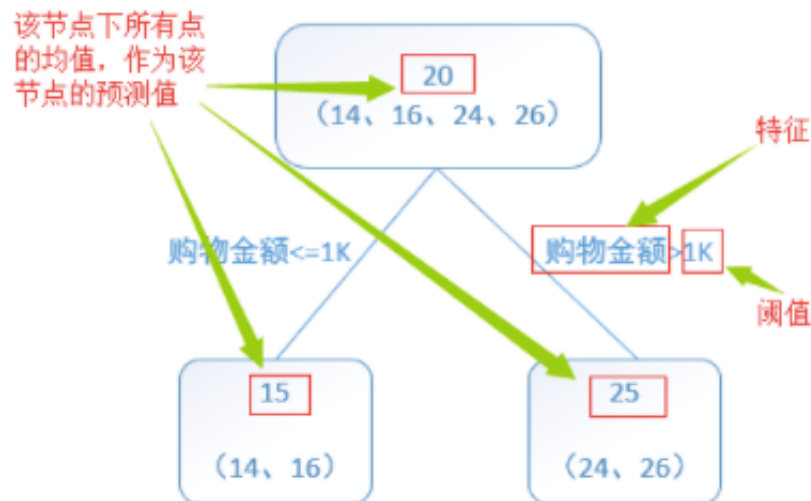 该节点下所有点
的均值，作为该
节点的预测值
20
（14、16、24、26）
特征
购物金额<=1K
购物金额>1K
阈值
15
25
（14、16）
（24、26）